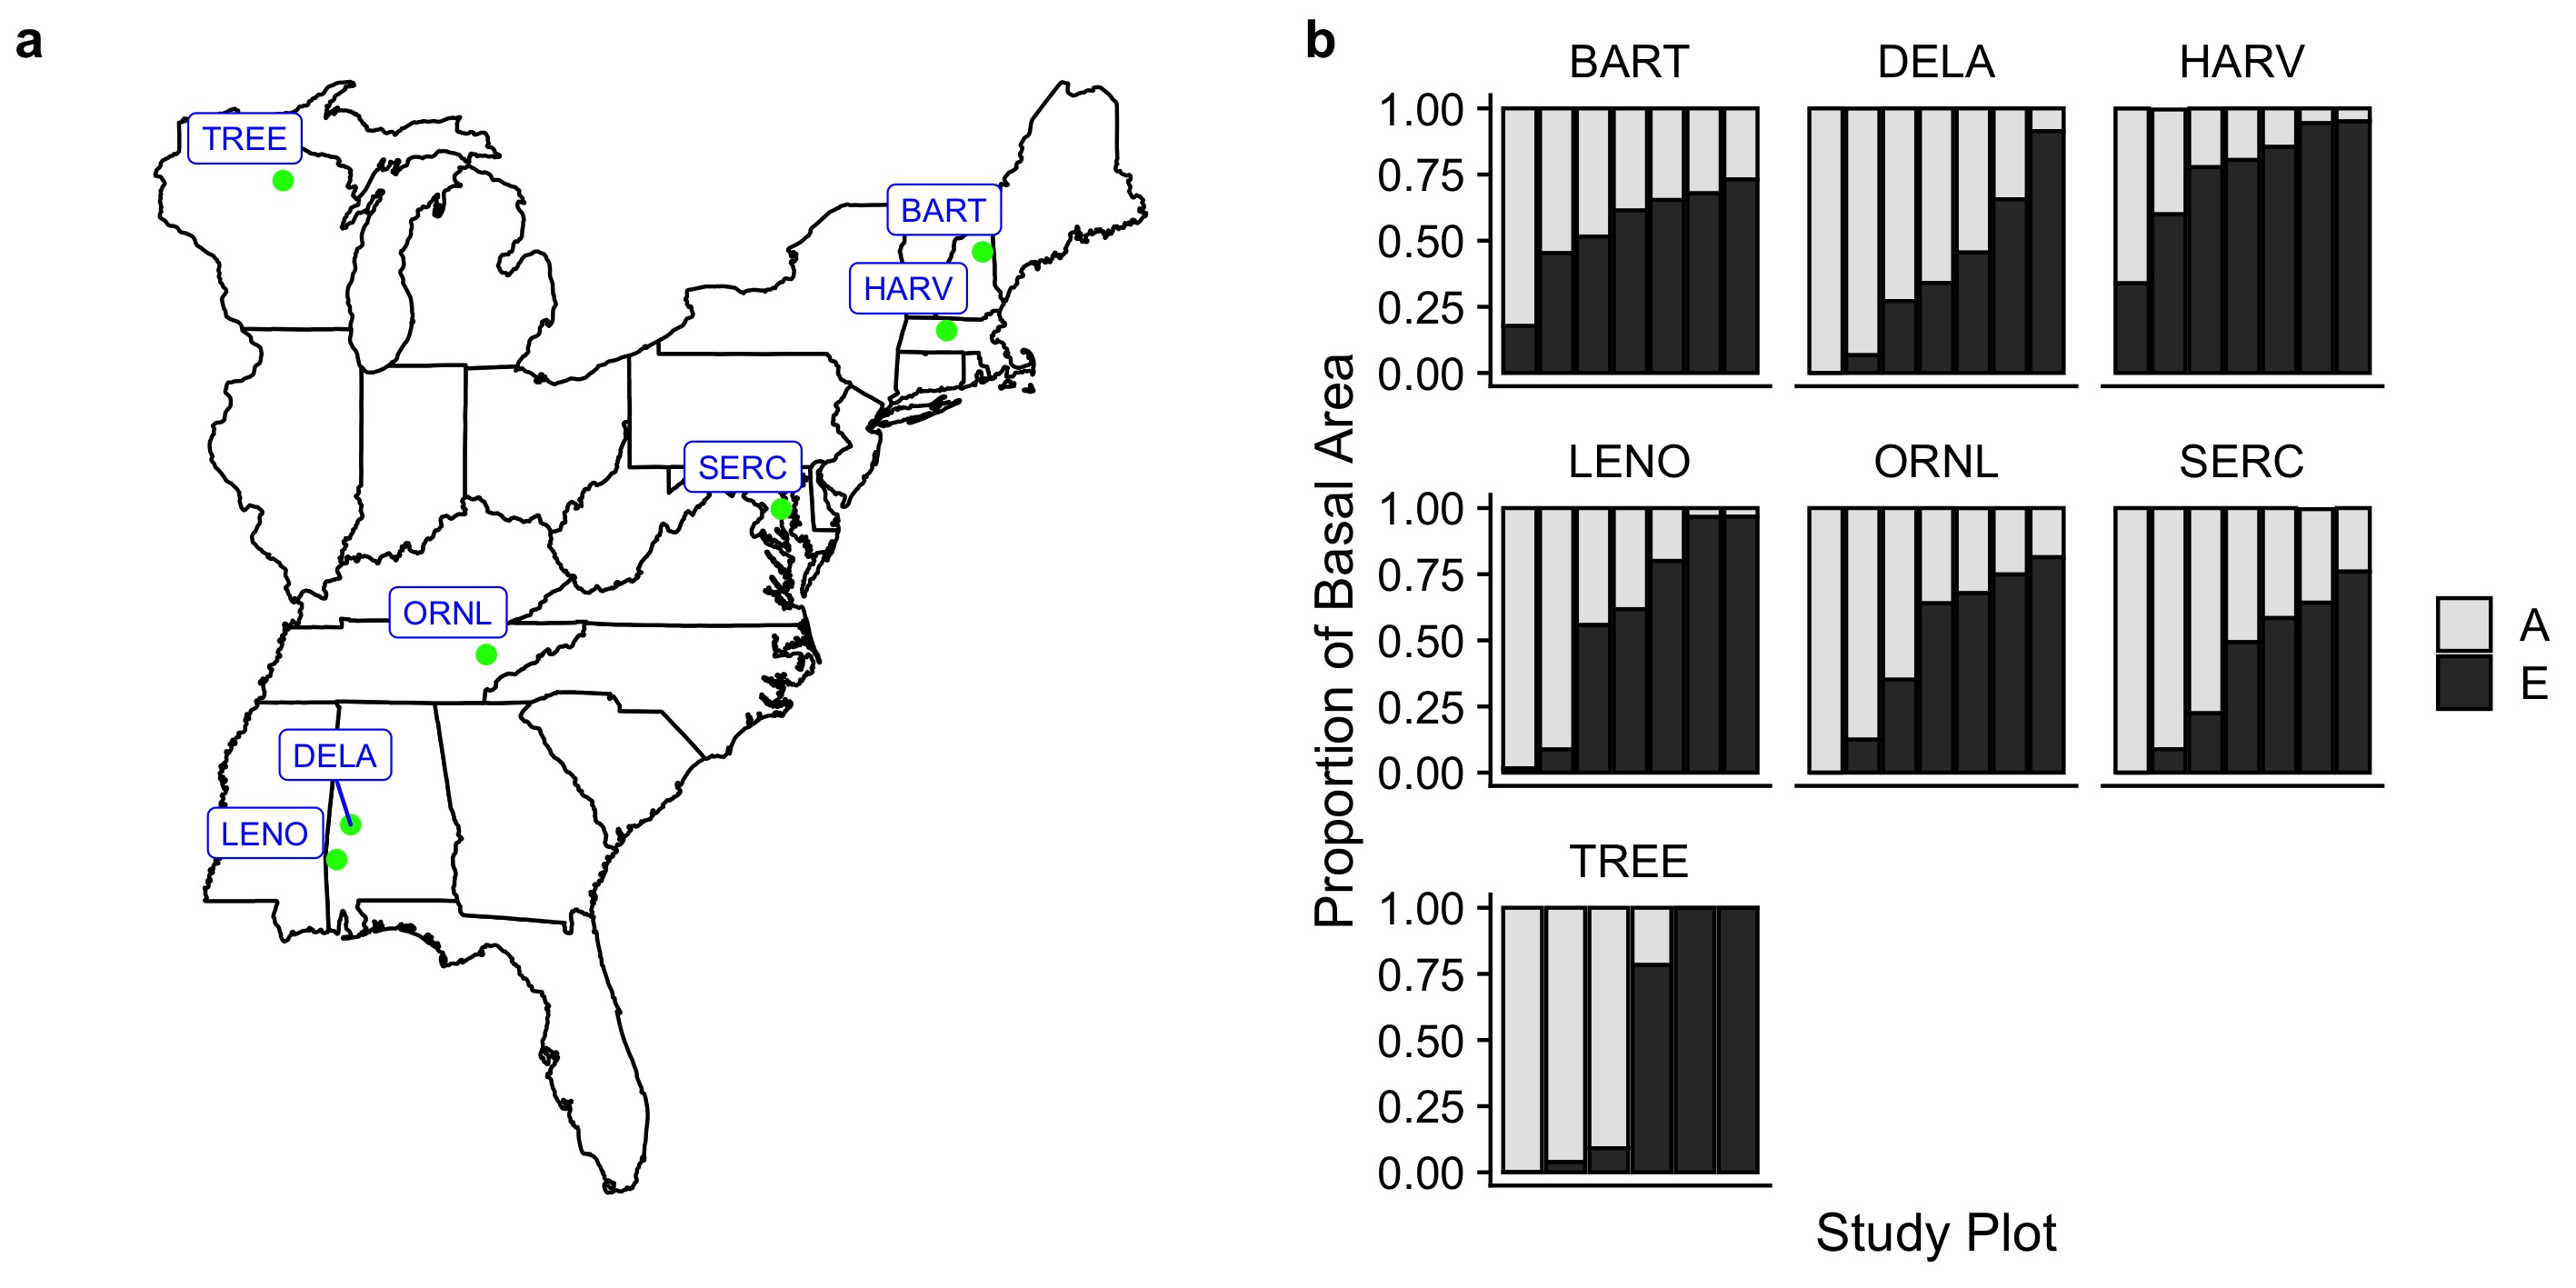 a
TREE
BART
HARV
SERC
ORNL
DELA
LENO
b
Proportion of Basal Area
BART
DELA
HARV
1.00
0.75
0.50
0.25
0.00
LENO
ORNL
SERC
1.00
0.75
0.50
0.25
0.00
TREE
1.00
0.75
0.50
0.25
0.00
Study Plot
A
E